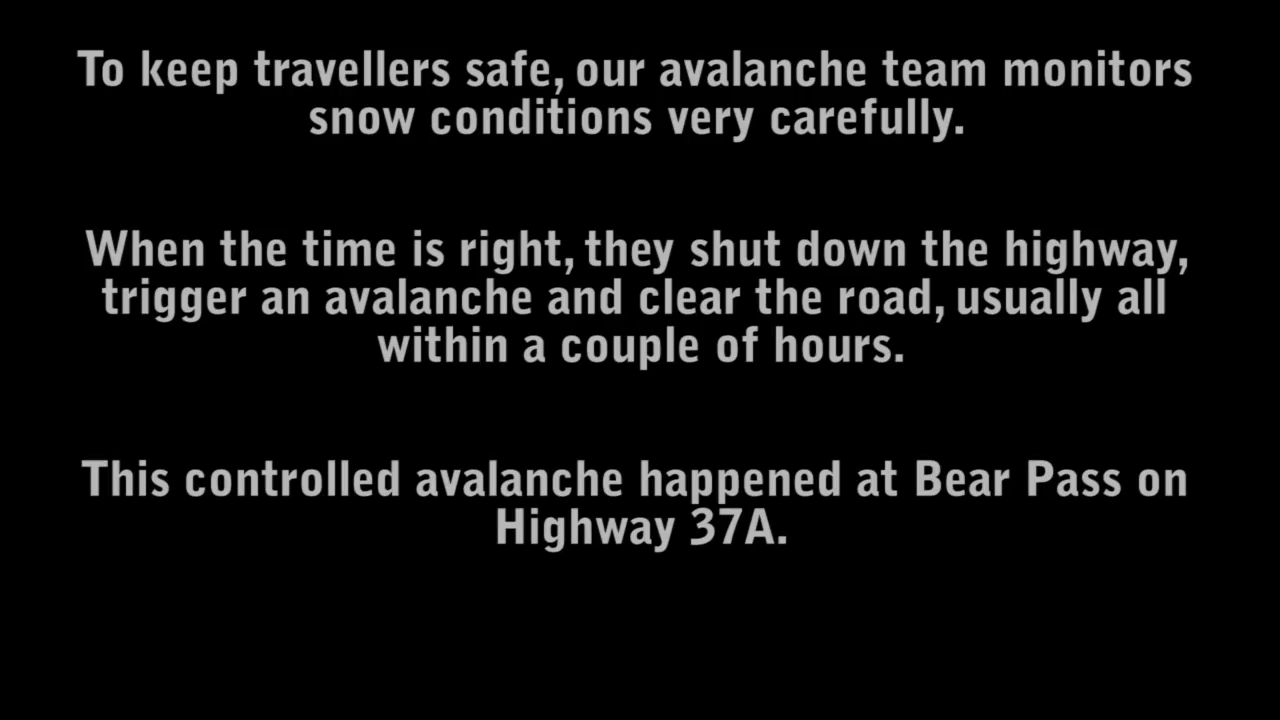 To keep travellers safe, our avalanche team monitors
snow conditions very carefully.
When the time is right, they shut down the highway,
trigger an avalanche and clear the road, usually all
within a couple of hours.
This controlled avalanche happened at Bear Pass on
Highway 37A.